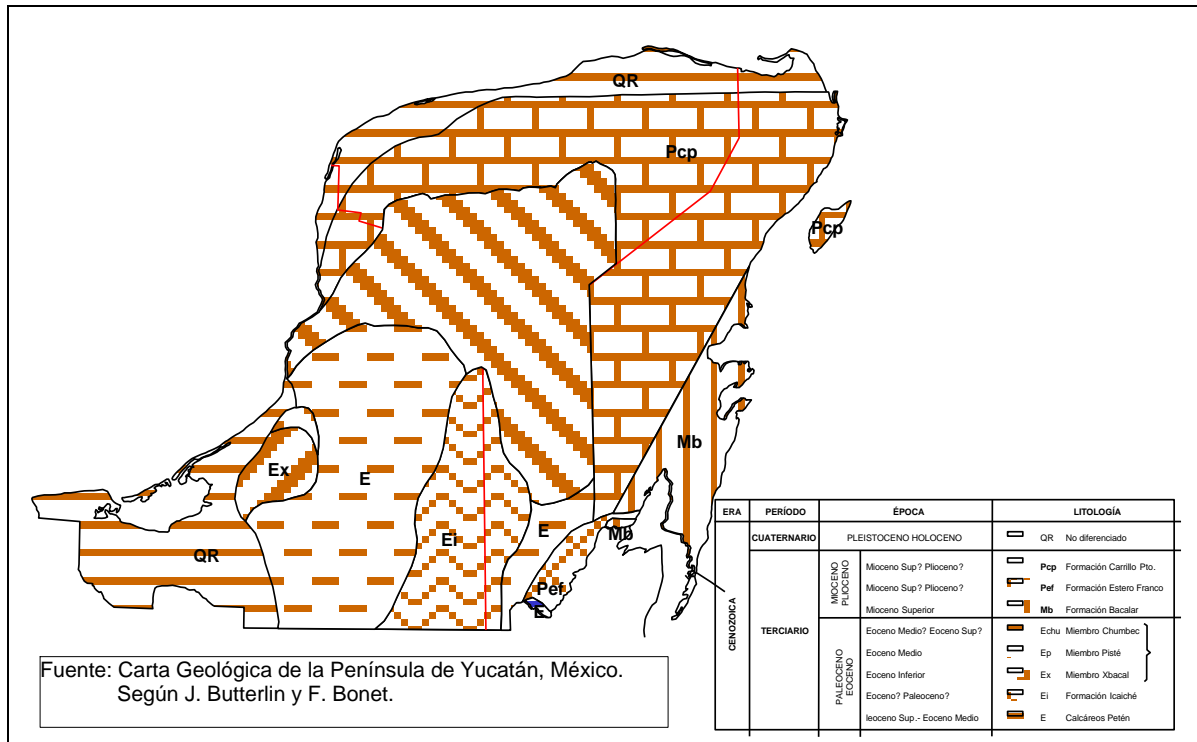 QR
Pcp
Pcp
Ex
E
Mb
Ei
E
Mb
QR
Pef
E
Fuente: Carta Geológica de la Península de Yucatán, México.
Según J. Butterlin y F. Bonet.
ERA PERÍODO ÉPOCA LITOLOGÍA
CUATERNARIO PLEISTOCENO HOLOCENO QR No diferenciado
CENOZOICA
TERCIARIO
MIOCENO
PLIOCENO
Mioceno Sup? Plioceno? Pcp Formación Carrillo Pto.
Mioceno Sup? Plioceno? Pef Formación Estero Franco
Mioceno Superior Mb Formación Bacalar
PALEOCENO
EOCENO
Eoceno Medio? Eoceno Sup? Echu Miembro Chumbec
Eoceno Medio Ep Miembro Pisté
Eoceno Inferior Ex Miembro Xbacal
Eoceno? Paleoceno? Ei Formación Icaiché
leoceno Sup.- Eoceno Medio E Calcáreos Petén